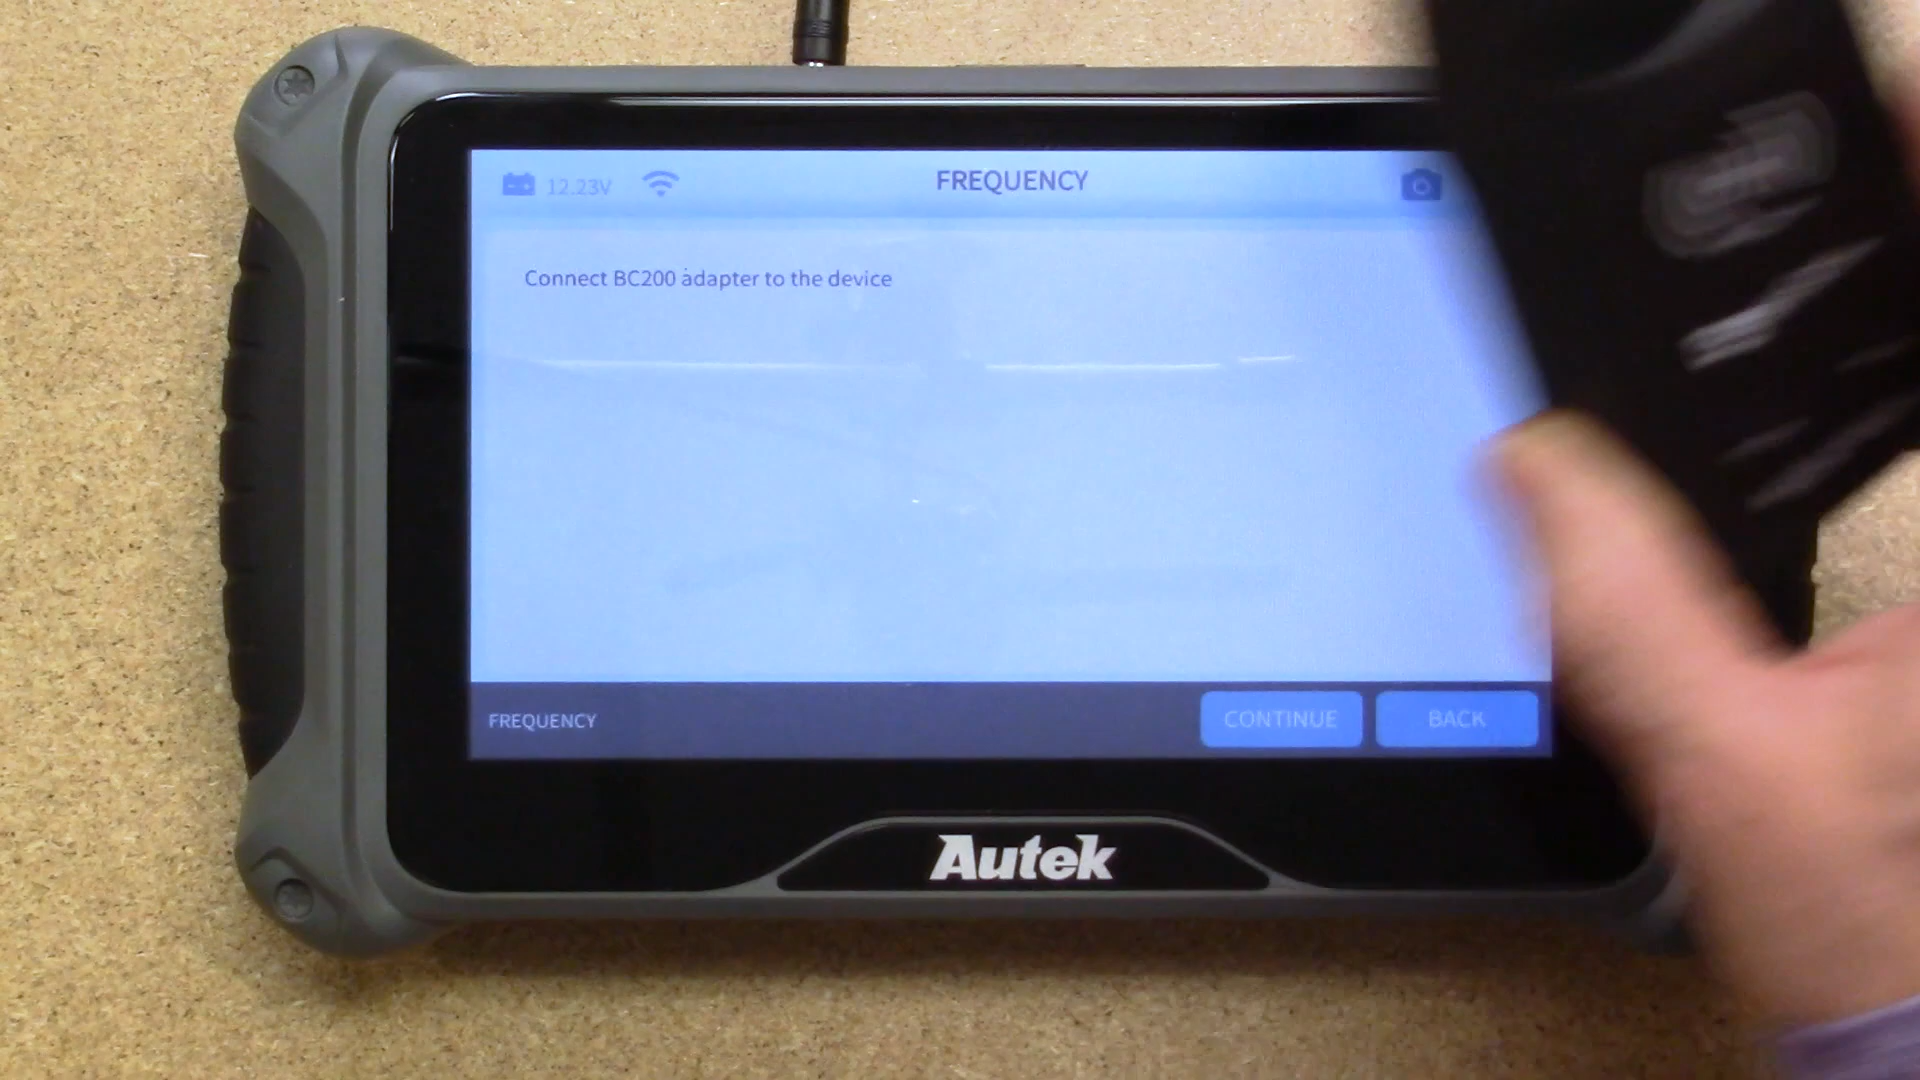 12.23V
FREQUENCY
Connect BC200 adapter to the device
FREQUENCY
CONTINUE
BACK
Autek